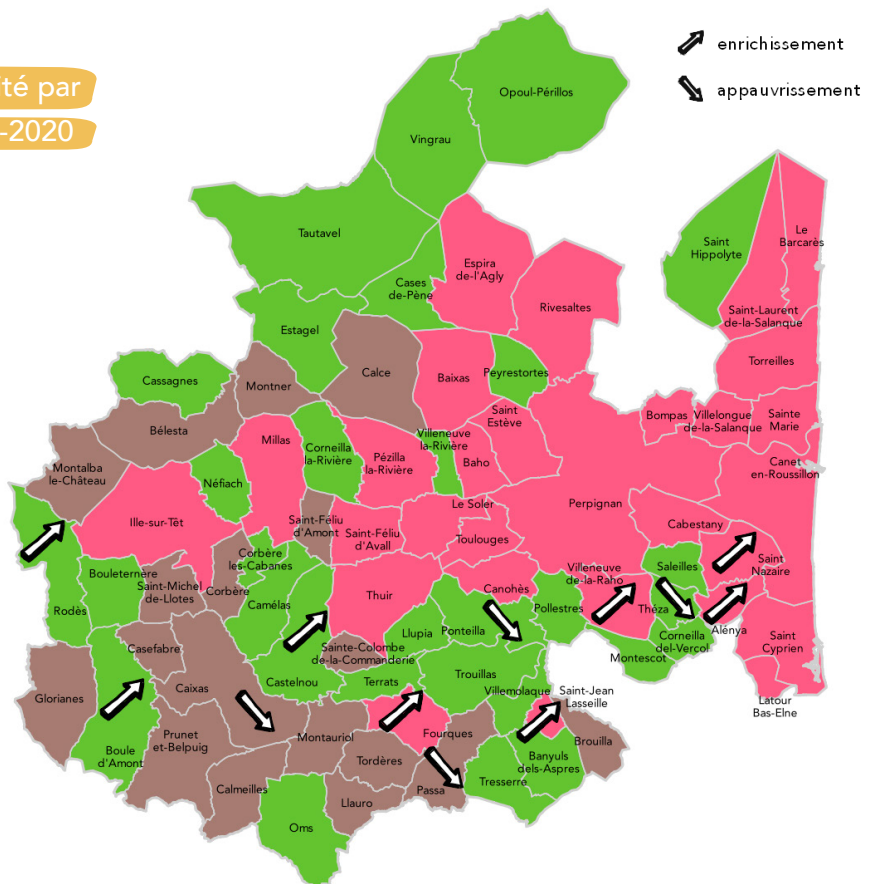 té par
-2020
enrichissement
appauvrissement
Opoul-Périllos
Vingrau
Tautavel
Saint
Hippolyte
Le
Barcarès
Espira
de-l'Agly
Cases
de-Pène
Rivesaltes
Saint-Laurent
de-la-Salanque
Estagel
Torreilles
Calce
Baixas
Peyrestortes
Cassagnes
Montner
Saint
Estève
Bompas
Villelongue
de-la-Salanque
Sainte
Marie
Bélesta
Millas
Corneilla
la-Rivière
Villeneuve
la-Rivière
Pézilla
la-Rivière
Baho
Canet
en-Roussillon
Montalba
le-Château
Néfiach
Ille-sur-Têt
Perpignan
Le Soler
Saint-Féliu
d'Amont
Saint-Féliu
d'Avall
Toulouges
Cabestany
Corbère
les-Cabanes
Saint
Nazaire
Bouleternère
Saint-Michel
de-Llotes
Corbère
Villeneuve
de-la-Raho
Saleilles
Rodès
Camélas
Thuir
Canohès
Pollestres
Théza
Llupia
Ponteilla
Alénya
Corneilla
del-Vercol
Saint
Cyprien
Casefabre
Sainte-Colombe
de-la-Commanderie
Montescot
Glorianes
Caixas
Castelnou
Terrats
Trouillas
Villemolaque
Saint-Jean
Lasseille
Latour
Bas-Elne
Prunet
et-Belpuig
Montauriol
Fourques
Brouilla
Boule
d'Amont
Tordères
Banyuls
dels-Aspres
Calmeilles
Llauro
Passa
Tresserre
Oms